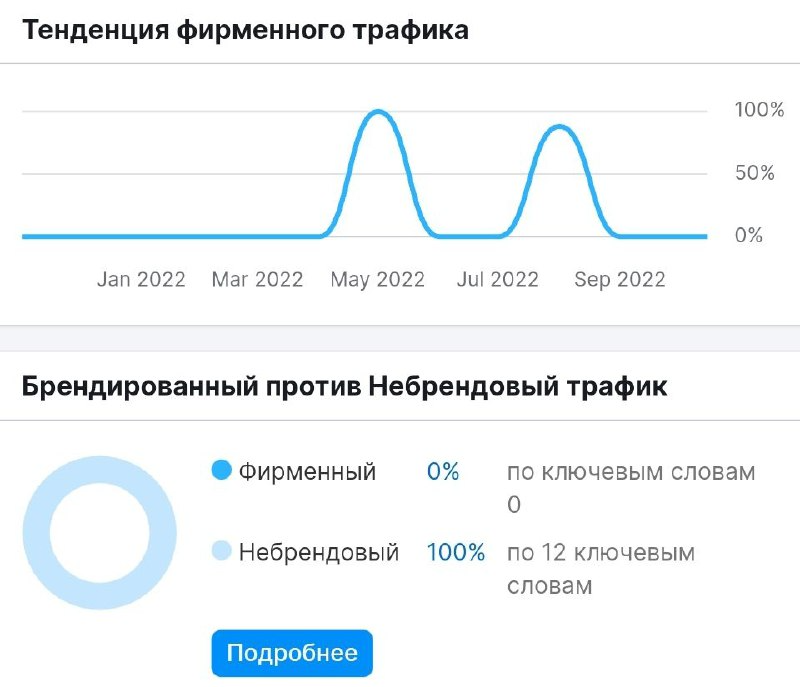 Тенденция фирменного трафика
100%
50%
0%
Jan 2022 Mar 2022 May 2022 Jul 2022 Sep 2022
Брендированный против Небрендовый трафик
Фирменный 0% по ключевым словам
0
Небрендовый 100% по 12 ключевым
словам
Подробнее